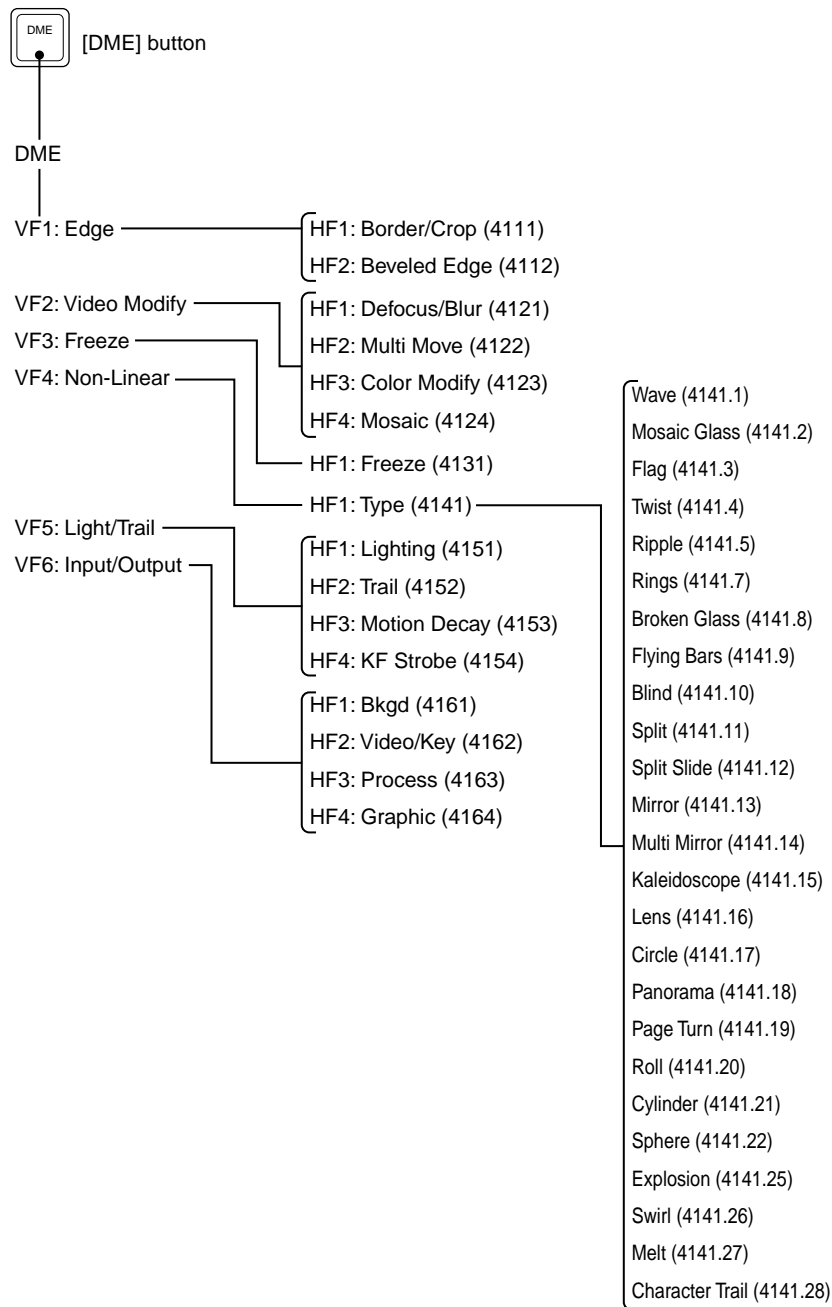 DME
[DME] button
DME
VF1: Edge
HF1: Border/Crop (4111)
HF2: Beveled Edge (4112)
VF2: Video Modify
HF1: Defocus/Blur (4121)
HF2: Multi Move (4122)
HF3: Color Modify (4123)
HF4: Mosaic (4124)
VF3: Freeze
HF1: Freeze (4131)
VF4: Non-Linear
HF1: Type (4141)
Wave (4141.1)
Mosaic Glass (4141.2)
Flag (4141.3)
Twist (4141.4)
Ripple (4141.5)
Rings (4141.7)
Broken Glass (4141.8)
Flying Bars (4141.9)
Blind (4141.10)
Split (4141.11)
Split Slide (4141.12)
Mirror (4141.13)
Multi Mirror (4141.14)
Kaleidoscope (4141.15)
Lens (4141.16)
Circle (4141.17)
Panorama (4141.18)
Page Turn (4141.19)
Roll (4141.20)
Cylinder (4141.21)
Sphere (4141.22)
Explosion (4141.25)
Swirl (4141.26)
Melt (4141.27)
Character Trail (4141.28)
VF5: Light/Trail
HF1: Lighting (4151)
HF2: Trail (4152)
HF3: Motion Decay (4153)
HF4: KF Strobe (4154)
VF6: Input/Output
HF1: Bkgd (4161)
HF2: Video/Key (4162)
HF3: Process (4163)
HF4: Graphic (4164)